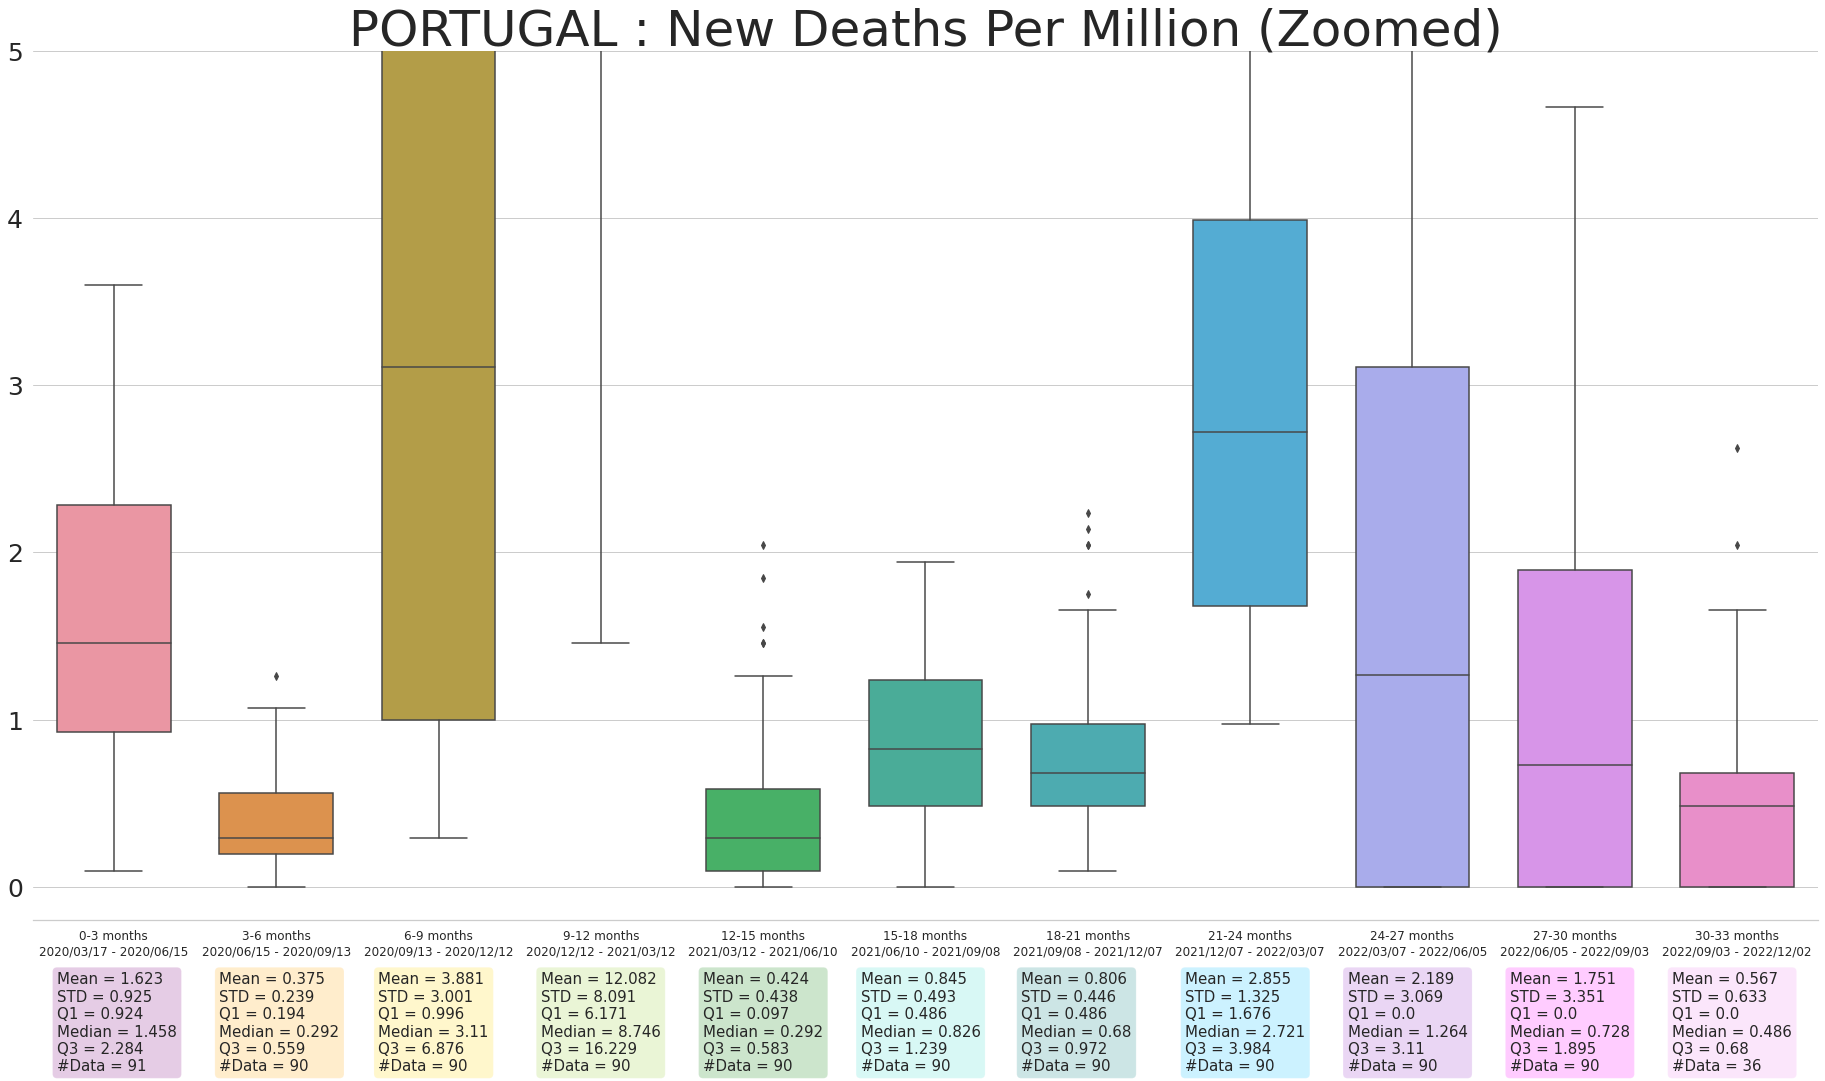 PORTUGAL : New Deaths Per Million (Zoomed)
5
4
3
2
1
0
0-3 months
2020/03/17 - 2020/06/15
Mean = 1.623
STD = 0.925
Q1 = 0.924
Median = 1.458
Q3 = 2.284
#Data = 91
3-6 months
2020/06/15 - 2020/09/13
Mean = 0.375
STD = 0.239
Q1 = 0.194
Median = 0.292
Q3 = 0.559
#Data = 90
6-9 months
2020/09/13 - 2020/12/12
Mean = 3.881
STD = 3.001
Q1 = 0.996
Median = 3.11
Q3 = 6.876
#Data = 90
9-12 months
2020/12/12 - 2021/03/12
Mean = 12.082
STD = 8.091
Q1 = 6.171
Median = 8.746
Q3 = 16.229
#Data = 90
12-15 months
2021/03/12 - 2021/06/10
Mean = 0.424
STD = 0.438
Q1 = 0.097
Median = 0.292
Q3 = 0.583
#Data = 90
15-18 months
2021/06/10 - 2021/09/08
Mean = 0.845
STD = 0.493
Q1 = 0.486
Median = 0.826
Q3 = 1.239
#Data = 90
18-21 months
2021/09/08 - 2021/12/07
Mean = 0.806
STD = 0.446
Q1 = 0.486
Median = 0.68
Q3 = 0.972
#Data = 90
21-24 months
2021/12/07 - 2022/03/07
Mean = 2.855
STD = 1.325
Q1 = 1.676
Median = 2.721
Q3 = 3.984
#Data = 90
24-27 months
2022/03/07 - 2022/06/05
Mean = 2.189
STD = 3.069
Q1 = 0.0
Median = 1.264
Q3 = 3.11
#Data = 90
27-30 months
2022/06/05 - 2022/09/03
Mean = 1.751
STD = 3.351
Q1 = 0.0
Median = 0.728
Q3 = 1.895
#Data = 90
30-33 months
2022/09/03 - 2022/12/02
Mean = 0.567
STD = 0.633
Q1 = 0.0
Median = 0.486
Q3 = 0.68
#Data = 36